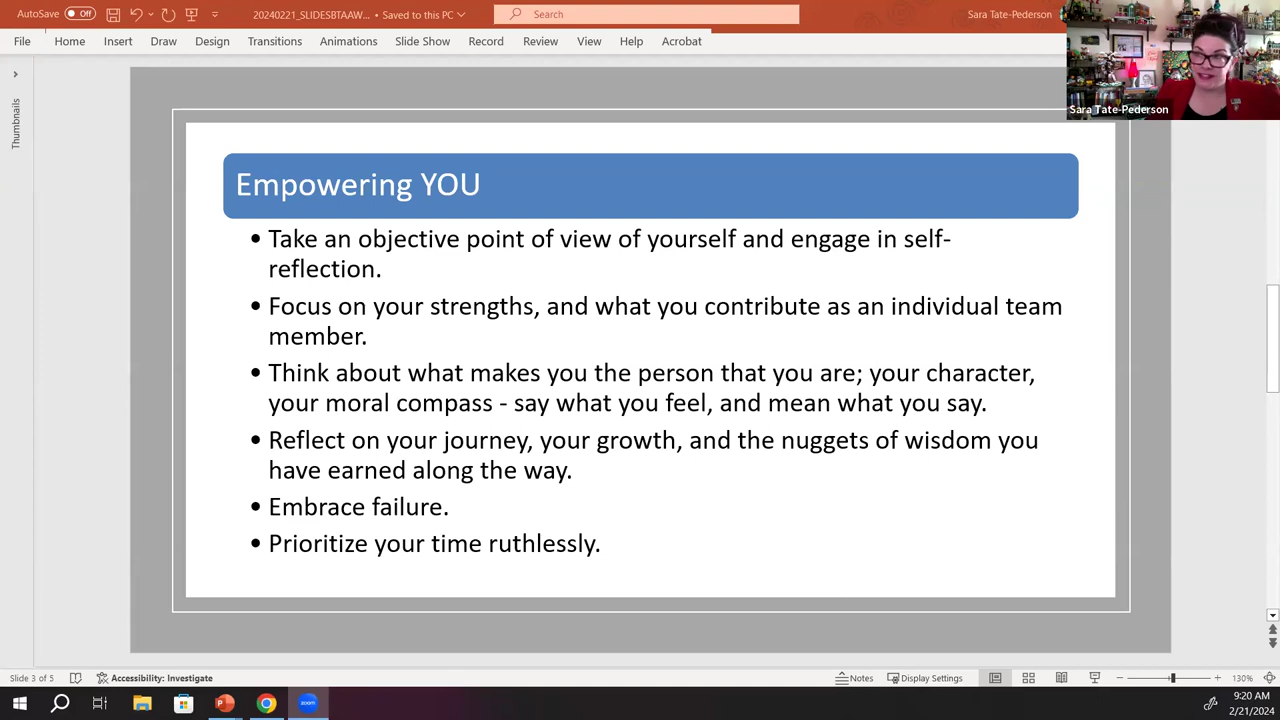 AutoSave Off 20240221_SLIDESBTAAW... • Saved to this PC Search Sara Tate-Pederson
File Home Insert Draw Design Transitions Animations Slide Show Record Review View Help Acrobat
Sara Tate-Pederson
Thumbnails
Empowering YOU
• Take an objective point of view of yourself and engage in self-
reflection.
• Focus on your strengths, and what you contribute as an individual team
member.
• Think about what makes you the person that you are; your character,
your moral compass - say what you feel, and mean what you say.
• Reflect on your journey, your growth, and the nuggets of wisdom you
have earned along the way.
• Embrace failure.
• Prioritize your time ruthlessly.
Slide 3 of 5 Accessibility: Investigate Notes Display Settings 130%
zoom
9:20 AM
2/21/2024